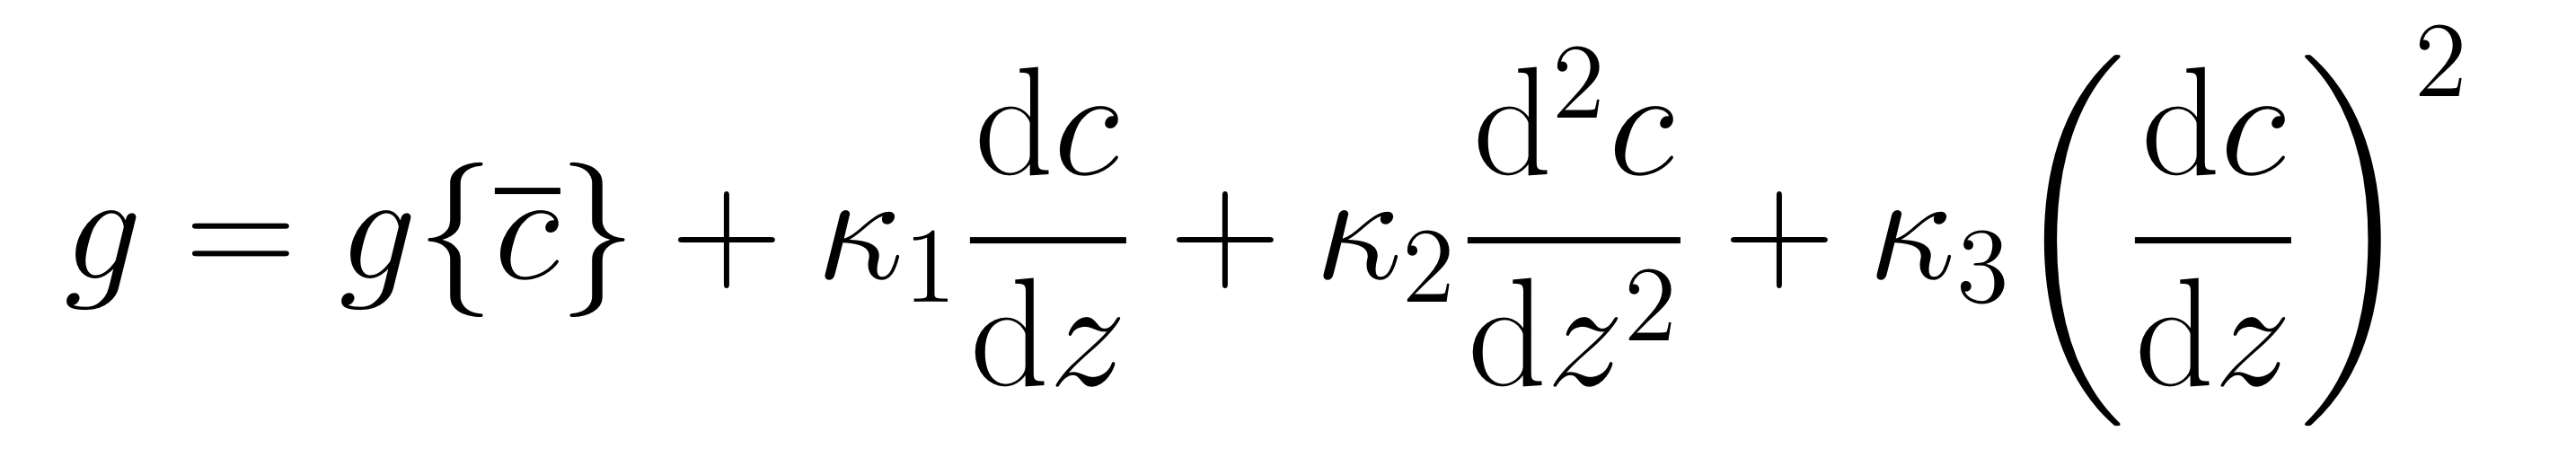 $g = g\{\overline{c}\} + \kappa_1 \frac{\mathrm{d}c}{\mathrm{d}z} + \kappa_2 \frac{\mathrm{d}^2 c}{\mathrm{d}z^2} + \kappa_3 \left(\frac{\mathrm{d}c}{\mathrm{d}z}\right)^2$